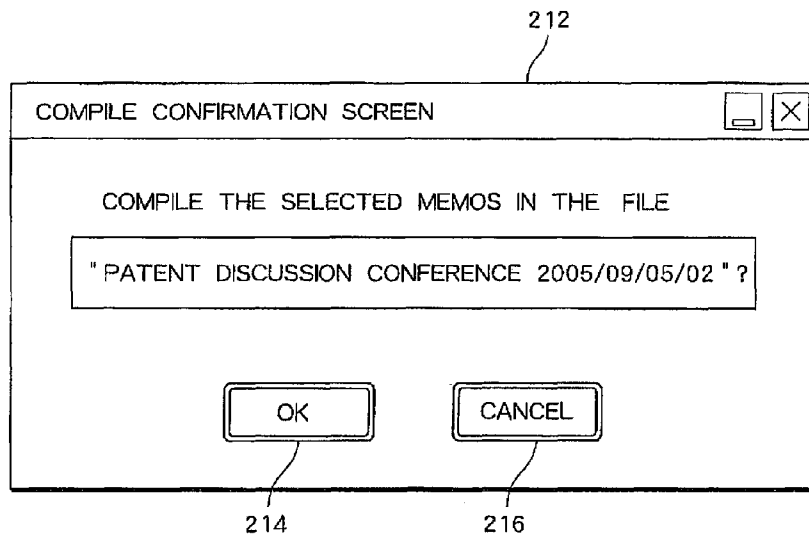 212
COMPILE CONFIRMATION SCREEN
COMPILE THE SELECTED MEMOS IN THE FILE
"PATENT DISCUSSION CONFERENCE 2005/09/05/02"?
OK CANCEL
214 216